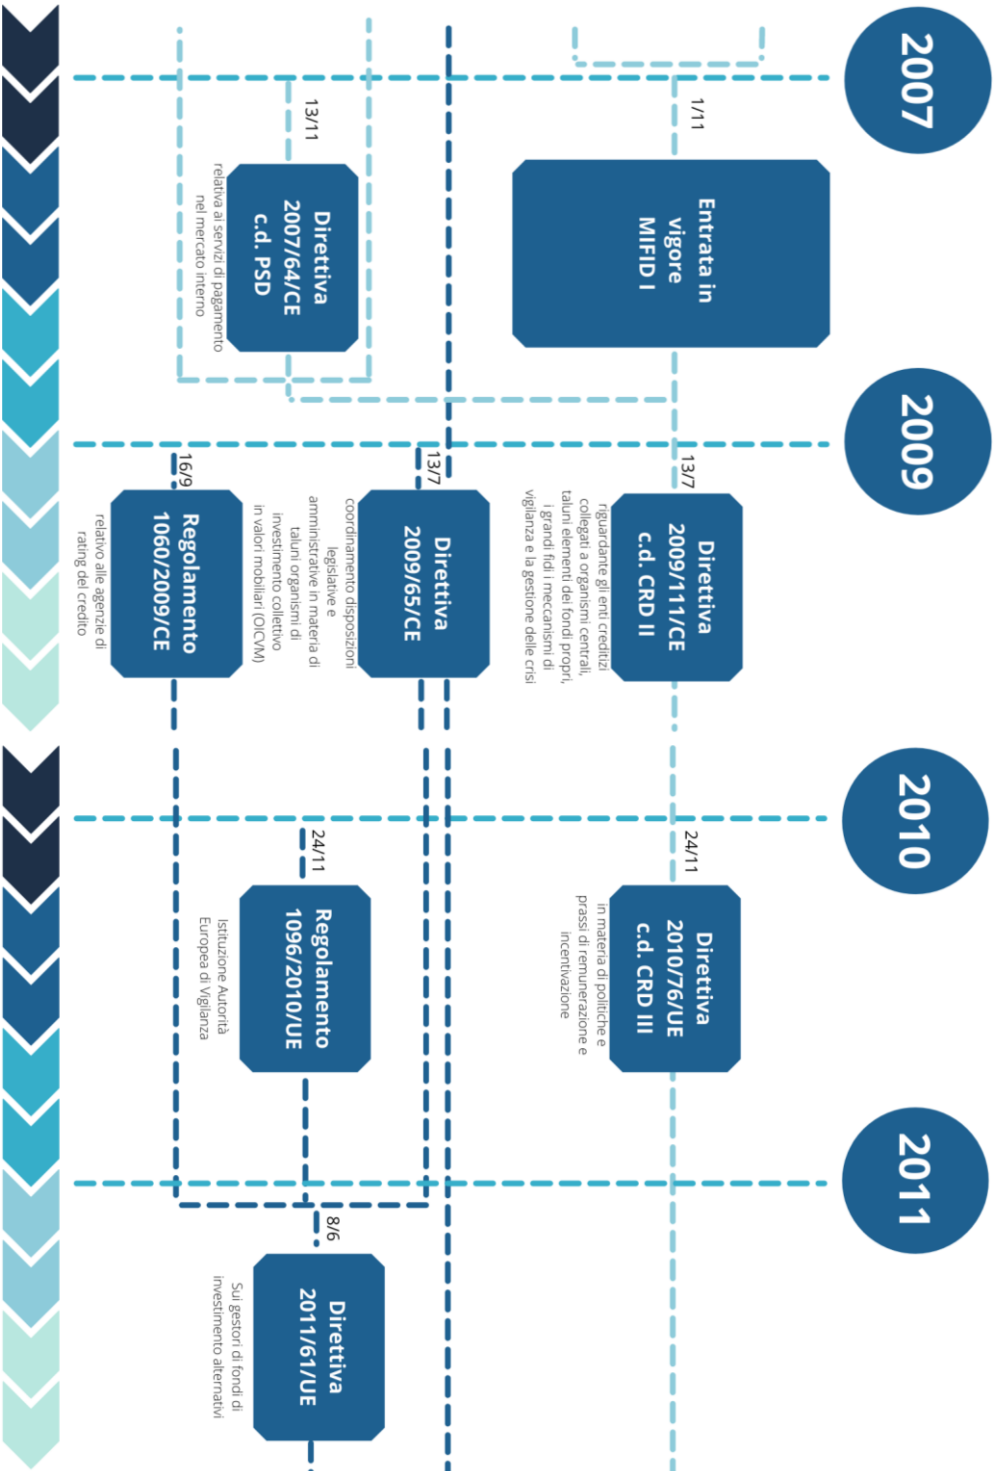 2007
1/11
Entrata in
vigore
MIFID I
13/11
Direttiva
2007/64/CE
c.d. PSD
relativa ai servizi di pagamento
nel mercato interno
2009
13/7
Direttiva
2009/111/CE
c.d. CRD II
riguardante gli enti creditizi
collegati a organismi centrali,
taluni elementi dei fondi propri,
i grandi fidi i meccanismi di
vigilanza e la gestione delle crisi
13/7
Direttiva
2009/65/CE
coordinamento disposizioni
legislative e
amministrative in materia di
taluni organismi di
investimento collettivo
in valori mobiliari (OICVM)
16/9
Regolamento
1060/2009/CE
relativo alle agenzie di
rating del credito
2010
24/11
Direttiva
2010/76/UE
c.d. CRD III
in materia di politiche e
prassi di remunerazione e
incentivazione
24/11
Regolamento
1096/2010/UE
Istituzione Autorità
Europea di Vigilanza
2011
8/6
Direttiva
2011/61/UE
Sui gestori di fondi di
investimento alternativi